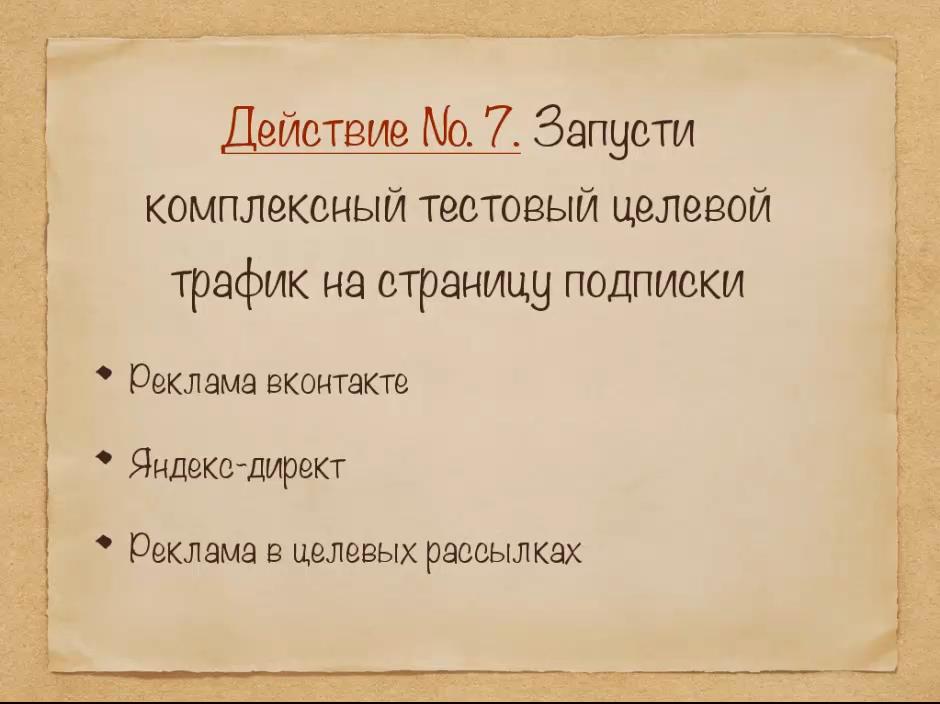 Действие No. 7. Запусти
комплексный тестовый целевой
трафик на страницу подписки
• Реклама вконтакте
• Яндекс-директ
• Реклама в целевых рассылках